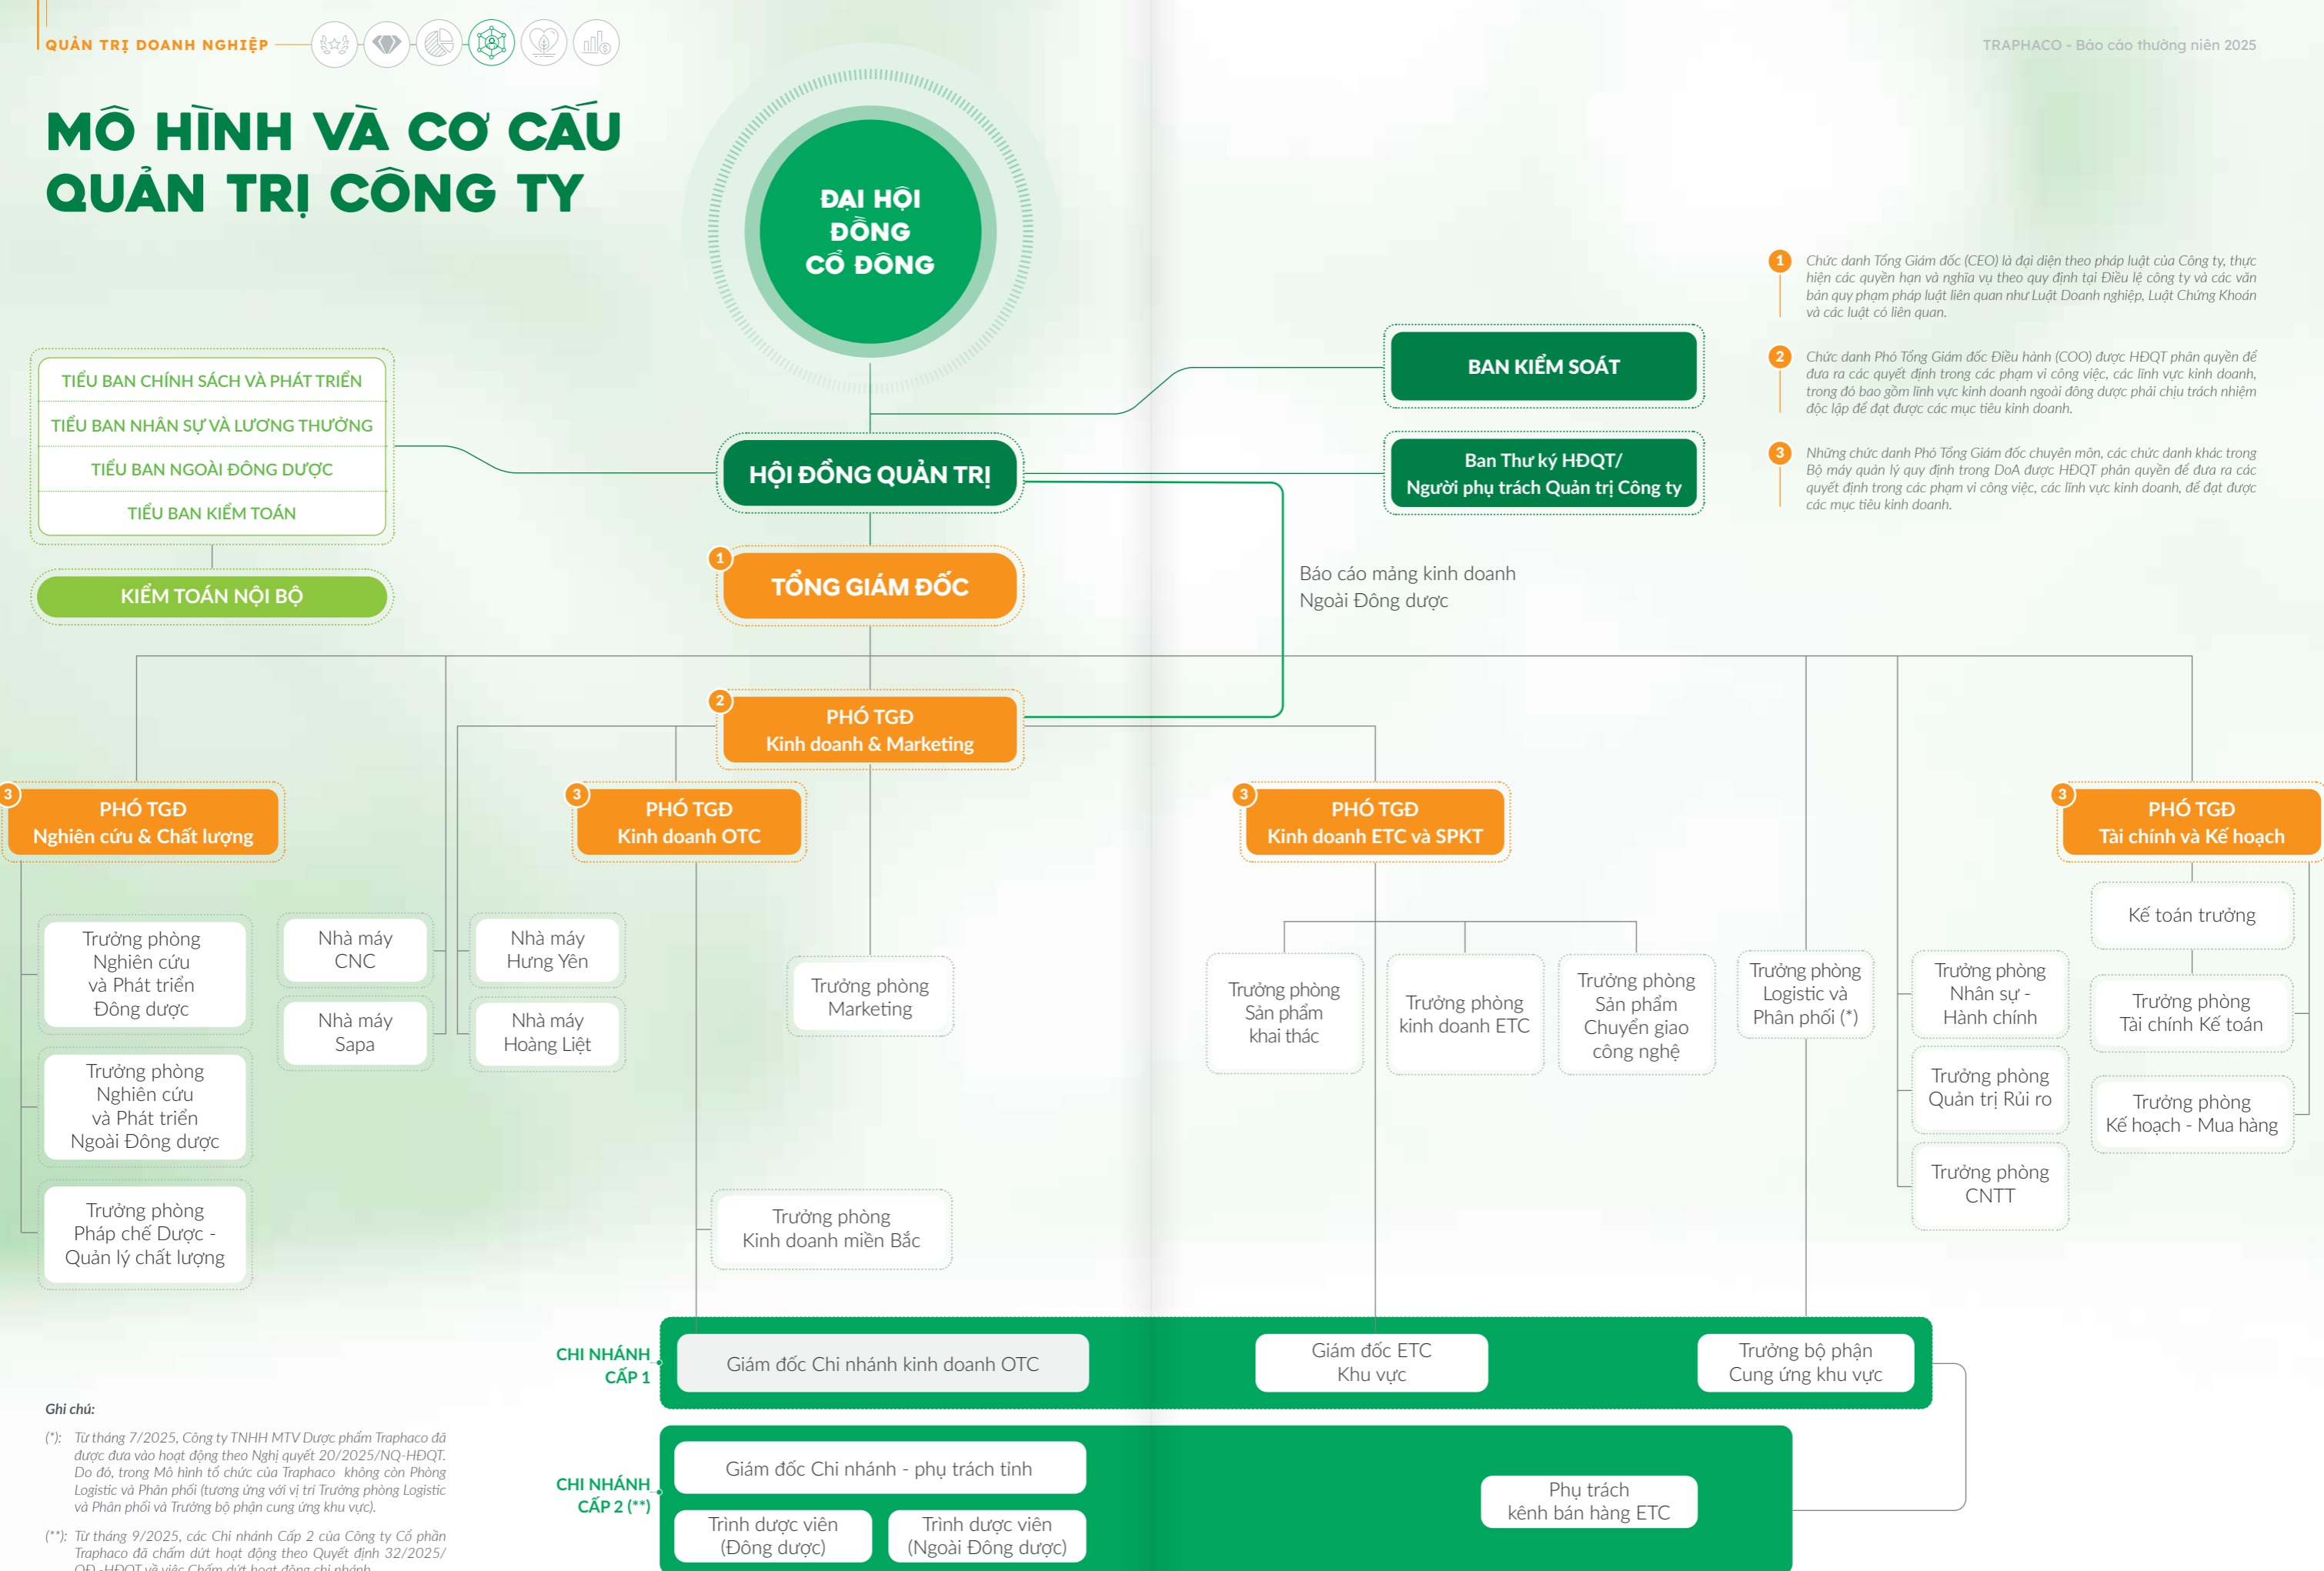 QUẢN TRỊ DOANH NGHIỆP
TRAPHACO - Báo cáo thường niên 2025
MÔ HÌNH VÀ CƠ CẤU
QUẢN TRỊ CÔNG TY
ĐẠI HỘI
ĐỒNG
CỔ ĐÔNG
1
Chức danh Tổng Giám đốc (CEO) là đại diện theo pháp luật của Công ty, thực
hiện các quyền hạn và nghĩa vụ theo quy định tại Điều lệ công ty và các văn
bản quy phạm pháp luật liên quan như Luật Doanh nghiệp, Luật Chứng Khoán
và các luật có liên quan.
2
Chức danh Phó Tổng Giám đốc Điều hành (COO) được HĐQT phân quyền để
đưa ra các quyết định trong các phạm vi công việc, các lĩnh vực kinh doanh,
trong đó bao gồm lĩnh vực kinh doanh ngoài đông dược phải chịu trách nhiệm
độc lập để đạt được các mục tiêu kinh doanh.
3
Những chức danh Phó Tổng Giám đốc chuyên môn, các chức danh khác trong
Bộ máy quản lý quy định trong DoA được HĐQT phân quyền để đưa ra các
quyết định trong các phạm vi công việc, các lĩnh vực kinh doanh, để đạt được
các mục tiêu kinh doanh.
TIỂU BAN CHÍNH SÁCH VÀ PHÁT TRIỂN
TIỂU BAN NHÂN SỰ VÀ LƯƠNG THƯỞNG
TIỂU BAN NGOÀI ĐÔNG DƯỢC
TIỂU BAN KIỂM TOÁN
KIỂM TOÁN NỘI BỘ
BAN KIỂM SOÁT
HỘI ĐỒNG QUẢN TRỊ
Ban Thư ký HĐQT/
Người phụ trách Quản trị Công ty
1
TỔNG GIÁM ĐỐC
Báo cáo mảng kinh doanh
Ngoài Đông dược
2
PHÓ TGĐ
Kinh doanh & Marketing
3
PHÓ TGĐ
Nghiên cứu & Chất lượng
3
PHÓ TGĐ
Kinh doanh OTC
3
PHÓ TGĐ
Kinh doanh ETC và SPKT
3
PHÓ TGĐ
Tài chính và Kế hoạch
Trưởng phòng
Nghiên cứu
và Phát triển
Đông dược
Trưởng phòng
Nghiên cứu
và Phát triển
Ngoài Đông dược
Trưởng phòng
Pháp chế Dược -
Quản lý chất lượng
Nhà máy
CNC
Nhà máy
Sapa
Nhà máy
Hưng Yên
Nhà máy
Hoàng Liệt
Trưởng phòng
Marketing
Trưởng phòng
Kinh doanh miền Bắc
Trưởng phòng
Sản phẩm
khai thác
Trưởng phòng
kinh doanh ETC
Trưởng phòng
Sản phẩm
Chuyển giao
công nghệ
Trưởng phòng
Logistic và
Phân phối (*)
Trưởng phòng
Nhân sự -
Hành chính
Trưởng phòng
Quản trị Rủi ro
Trưởng phòng
CNTT
Kế toán trưởng
Trưởng phòng
Tài chính Kế toán
Trưởng phòng
Kế hoạch - Mua hàng
CHI NHÁNH
CẤP 1
Giám đốc Chi nhánh kinh doanh OTC
Giám đốc ETC
Khu vực
Trưởng bộ phận
Cung ứng khu vực
CHI NHÁNH
CẤP 2 (**)
Giám đốc Chi nhánh - phụ trách tỉnh
Trình dược viên
(Đông dược)
Trình dược viên
(Ngoài Đông dược)
Phụ trách
kênh bán hàng ETC
Ghi chú:
(*): Từ tháng 7/2025, Công ty TNHH MTV Dược phẩm Traphaco đã
được đưa vào hoạt động theo Nghị quyết 20/2025/NQ-HĐQT.
Do đó, trong Mô hình tổ chức của Traphaco không còn Phòng
Logistic và Phân phối (tương ứng với vị trí Trưởng phòng Logistic
và Phân phối và Trưởng bộ phận cung ứng khu vực).
(**): Từ tháng 9/2025, các Chi nhánh Cấp 2 của Công ty Cổ phần
Traphaco đã chấm dứt hoạt động theo Quyết định 32/2025/
QĐ -HĐQT về việc Chấm dứt hoạt động chi nhánh.